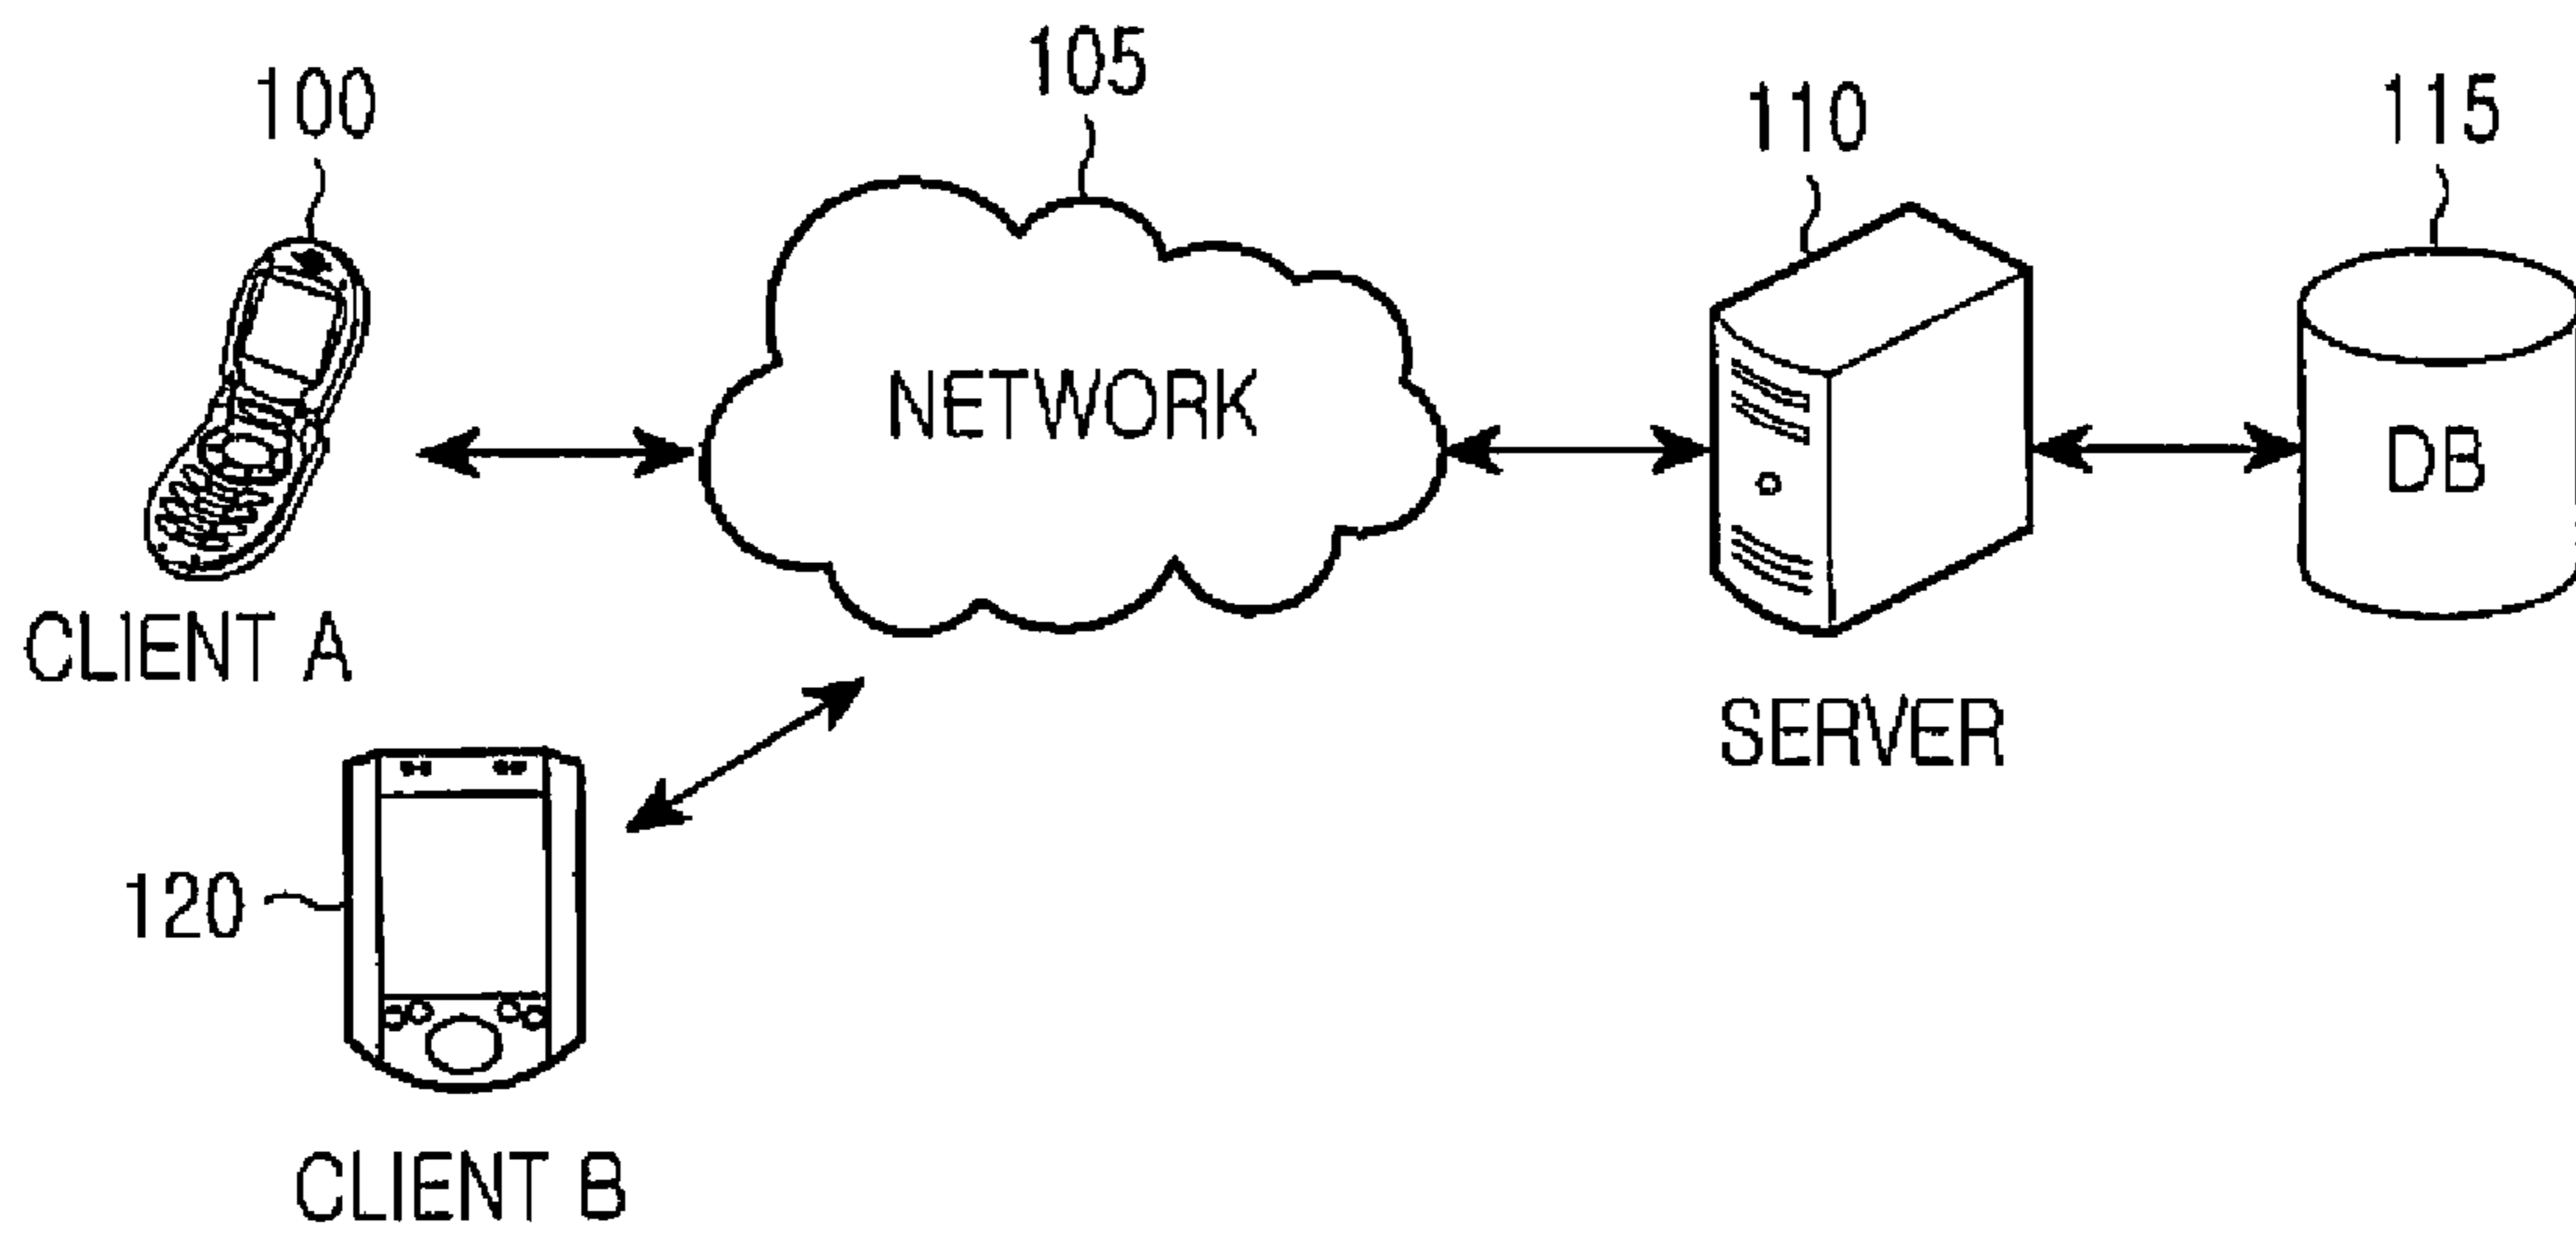 100
105
110
115
NETWORK
DB
CLIENT A
SERVER
120
CLIENT B